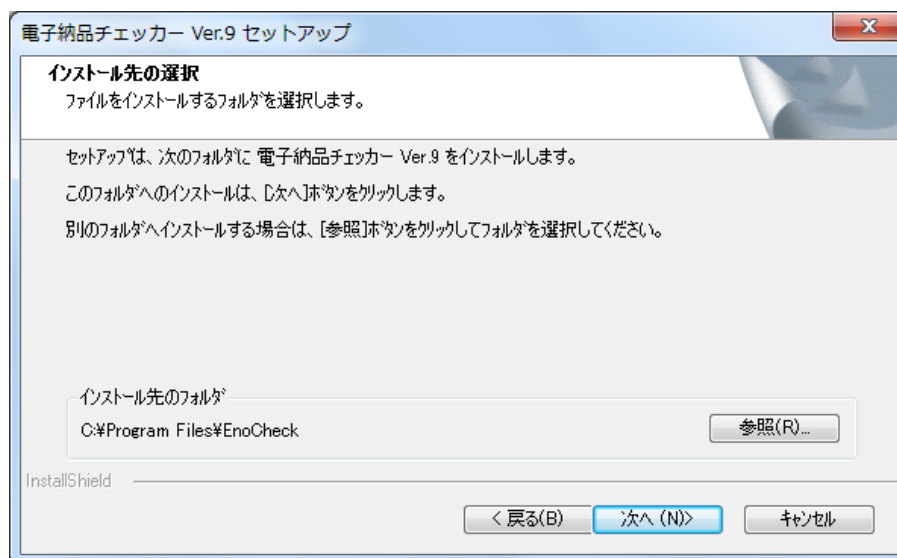 電子納品チェッカー Ver.9 セットアップ
インストール先の選択
ファイルをインストールするフォルダを選択します。
セットアップは、次のフォルダに 電子納品チェッカー Ver.9 をインストールします。
このフォルダへのインストールは、[次へ]ボタンをクリックします。
別のフォルダへインストールする場合は、[参照]ボタンをクリックしてフォルダを選択してください。
インストール先のフォルダ
C:¥Program Files¥EnoCheck
参照(R)...
InstallShield
< 戻る(B)
次へ (N)>
キャンセル